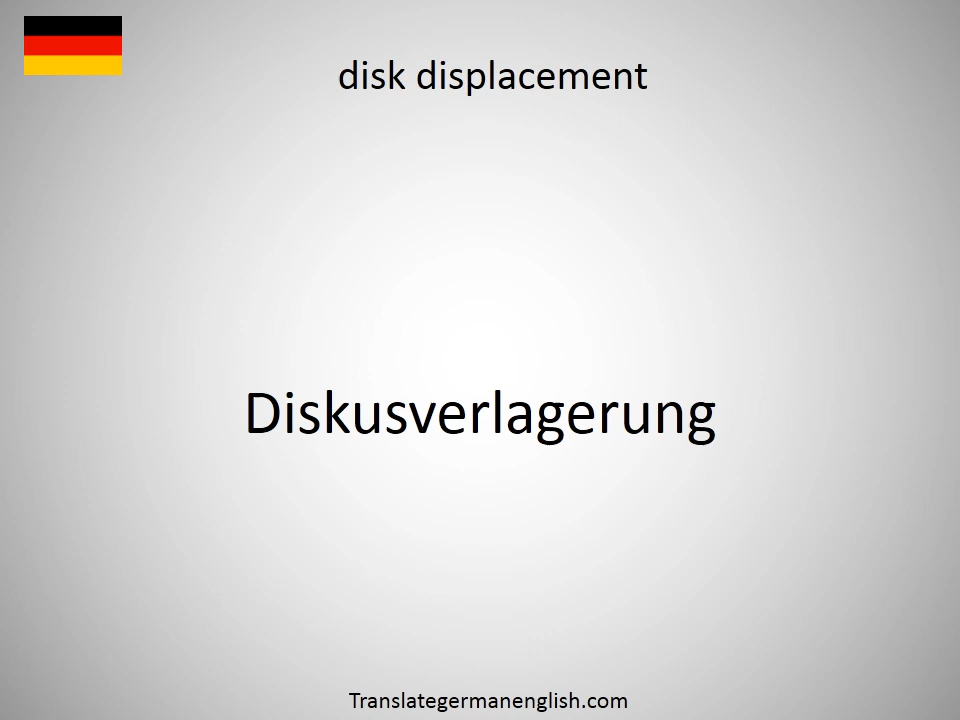 disk displacement
Diskusverlagerung
Translategermanenglish.com